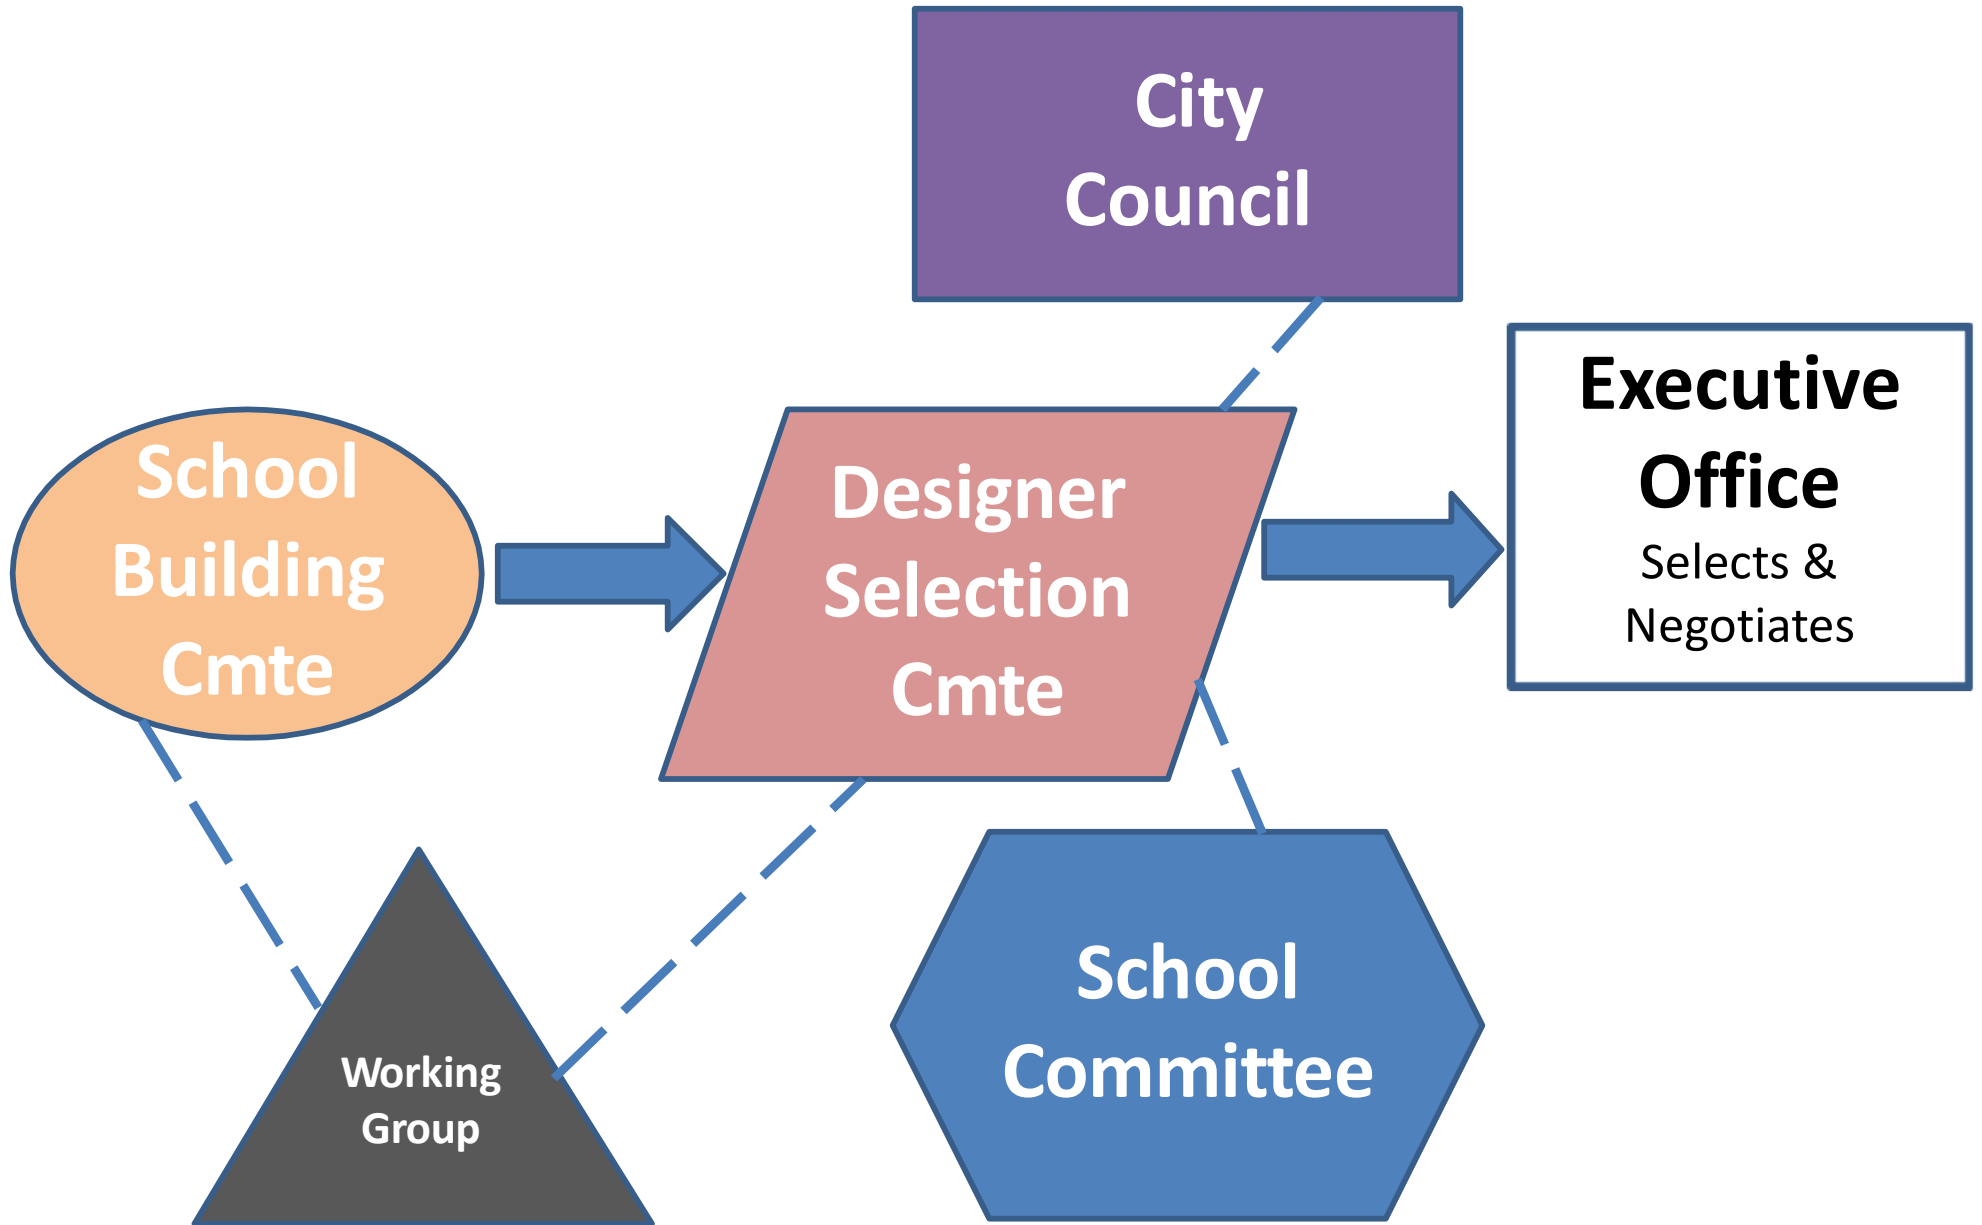 City
Council
Executive
Office
Selects &
Negotiates
School
Building
Cmte
Designer
Selection
Cmte
School
Committee
Working
Group